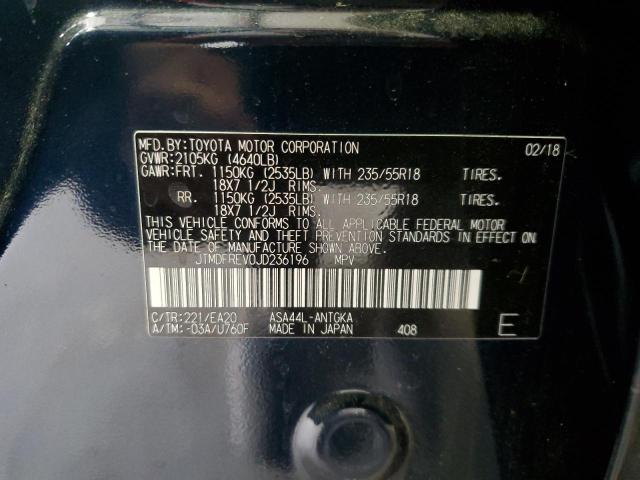 MFD.BY:TOYOTA MOTOR CORPORATION 02/18
GVWR:2105KG (4640LB)
GAWR:FRT. 1150KG (2535LB) WITH 235/55R18 TIRES.
18X7 1/2J RIMS.
RR. 1150KG (2535LB) WITH 235/55R18 TIRES.
18X7 1/2J RIMS.
THIS VEHICLE CONFORMS TO ALL APPLICABLE FEDERAL MOTOR
VEHICLE SAFETY AND THEFT PREVENTION STANDARDS IN EFFECT ON
THE DATE OF MANUFACTURE SHOWN ABOVE.
JTMDFREV0JD236196 MPV
C/TR:221/EA20 ASA44L-ANTGKA
A/TM:-03A/U760F MADE IN JAPAN 408 E